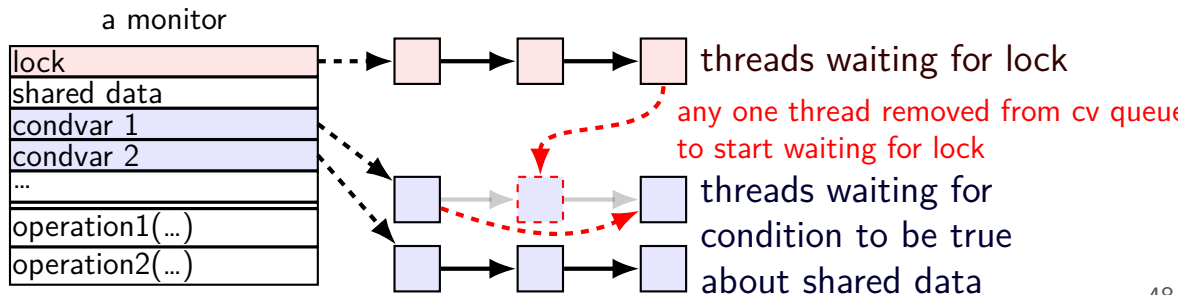 a monitor
lock
shared data
condvar 1
condvar 2
...
operation1(...)
operation2(...)
threads waiting for lock
any one thread removed from cv queue
to start waiting for lock
threads waiting for
condition to be true
about shared data
48